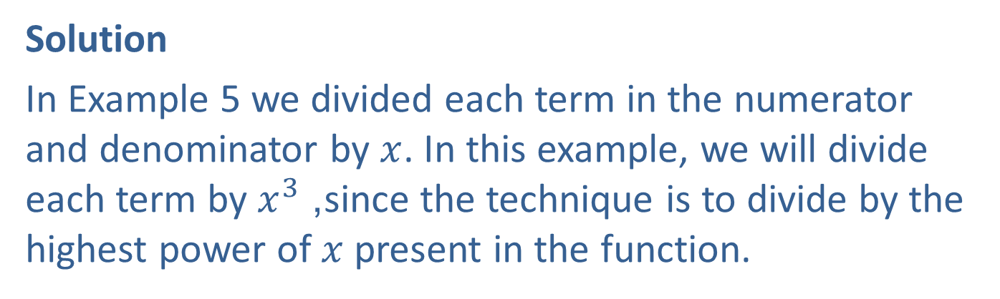 Solution
In Example 5 we divided each term in the numerator
and denominator by x. In this example, we will divide
each term by x³ ,since the technique is to divide by the
highest power of x present in the function.